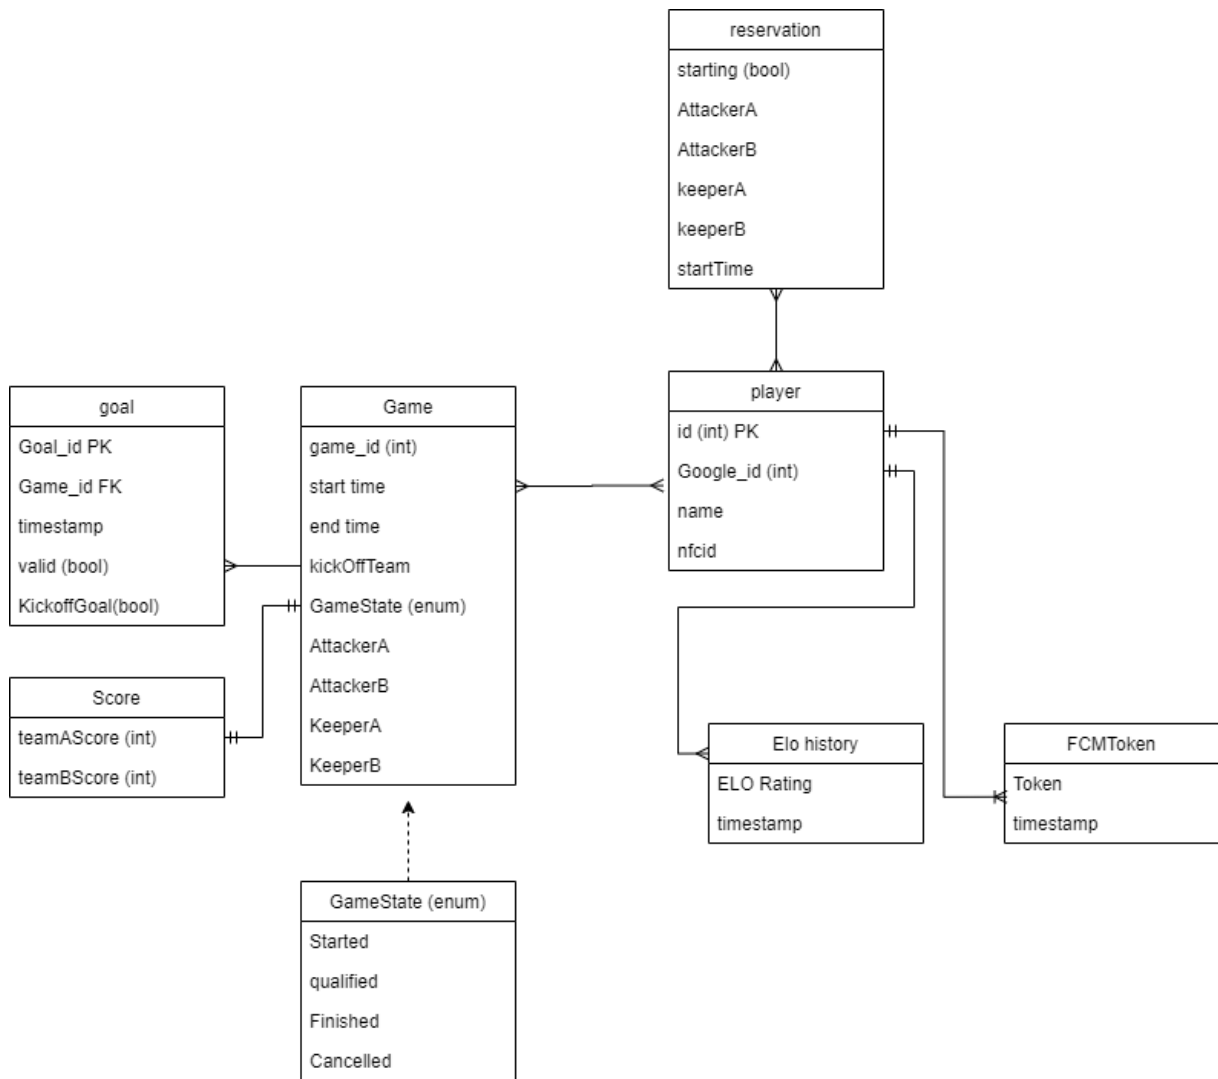 reservation
starting (bool)
AttackerA
AttackerB
keeperA
keeperB
startTime
goal
Goal_id PK
Game_id FK
timestamp
valid (bool)
KickoffGoal(bool)
Game
game_id (int)
start time
end time
kickOffTeam
GameState (enum)
AttackerA
AttackerB
KeeperA
KeeperB
player
id (int) PK
Google_id (int)
name
nfcid
Score
teamAScore (int)
teamBScore (int)
Elo history
ELO Rating
timestamp
FCMToken
Token
timestamp
GameState (enum)
Started
qualified
Finished
Cancelled